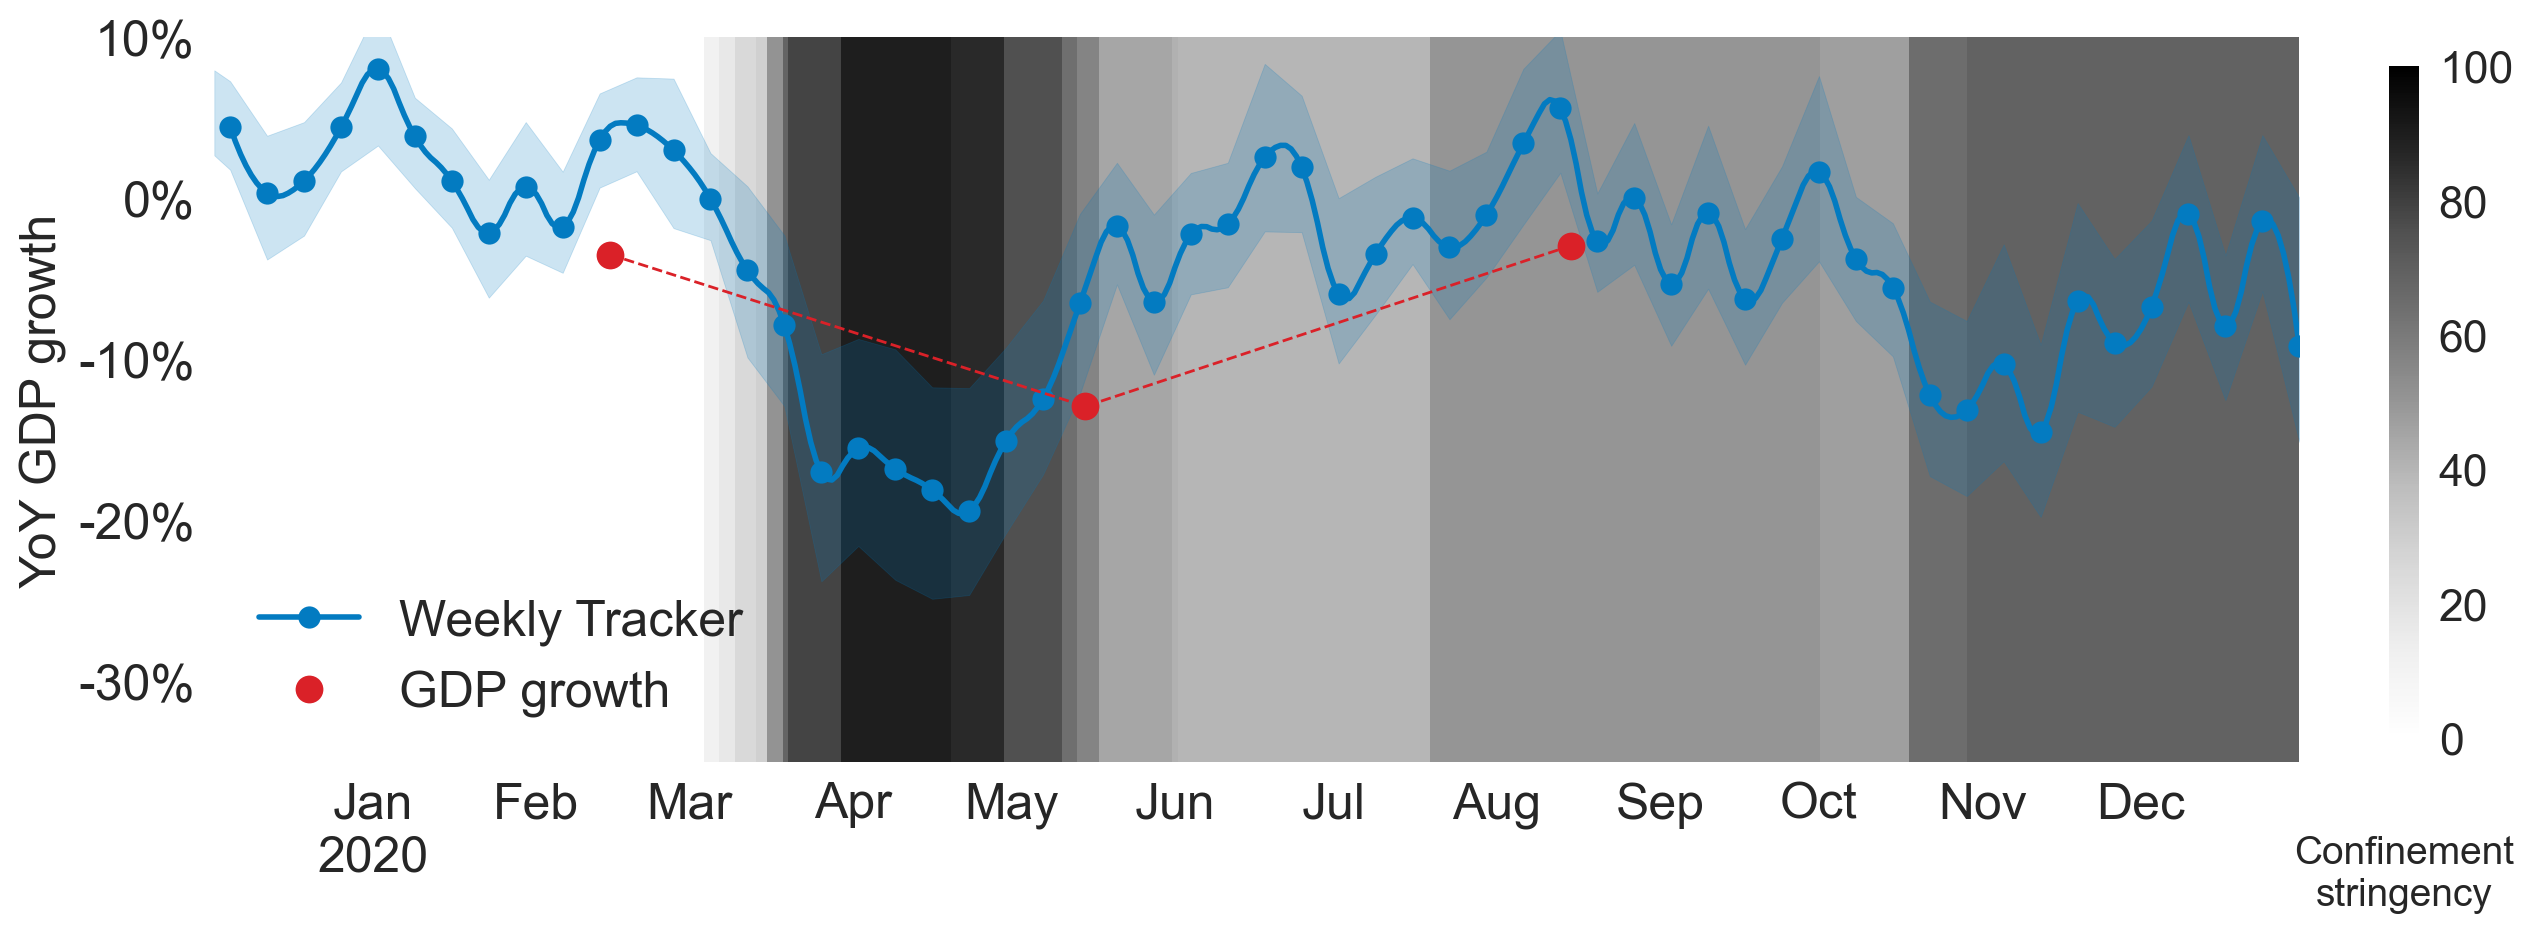 10%
0%
-10%
-20%
-30%
YoY GDP growth
Weekly Tracker
GDP growth
Jan
2020
Feb
Mar
Apr
May
Jun
Jul
Aug
Sep
Oct
Nov
Dec
100
80
60
40
20
0
Confinement
stringency